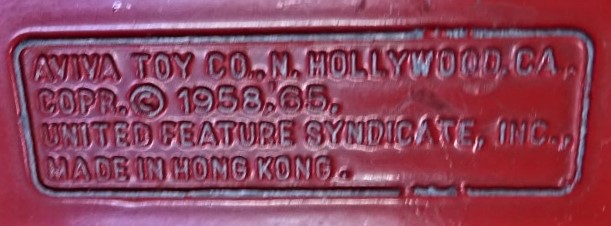 AVIVA TOY CO., N. HOLLYWOOD, CA.
COPR. © 1958, 65,
UNITED FEATURE SYNDICATE, INC.,
MADE IN HONG KONG.